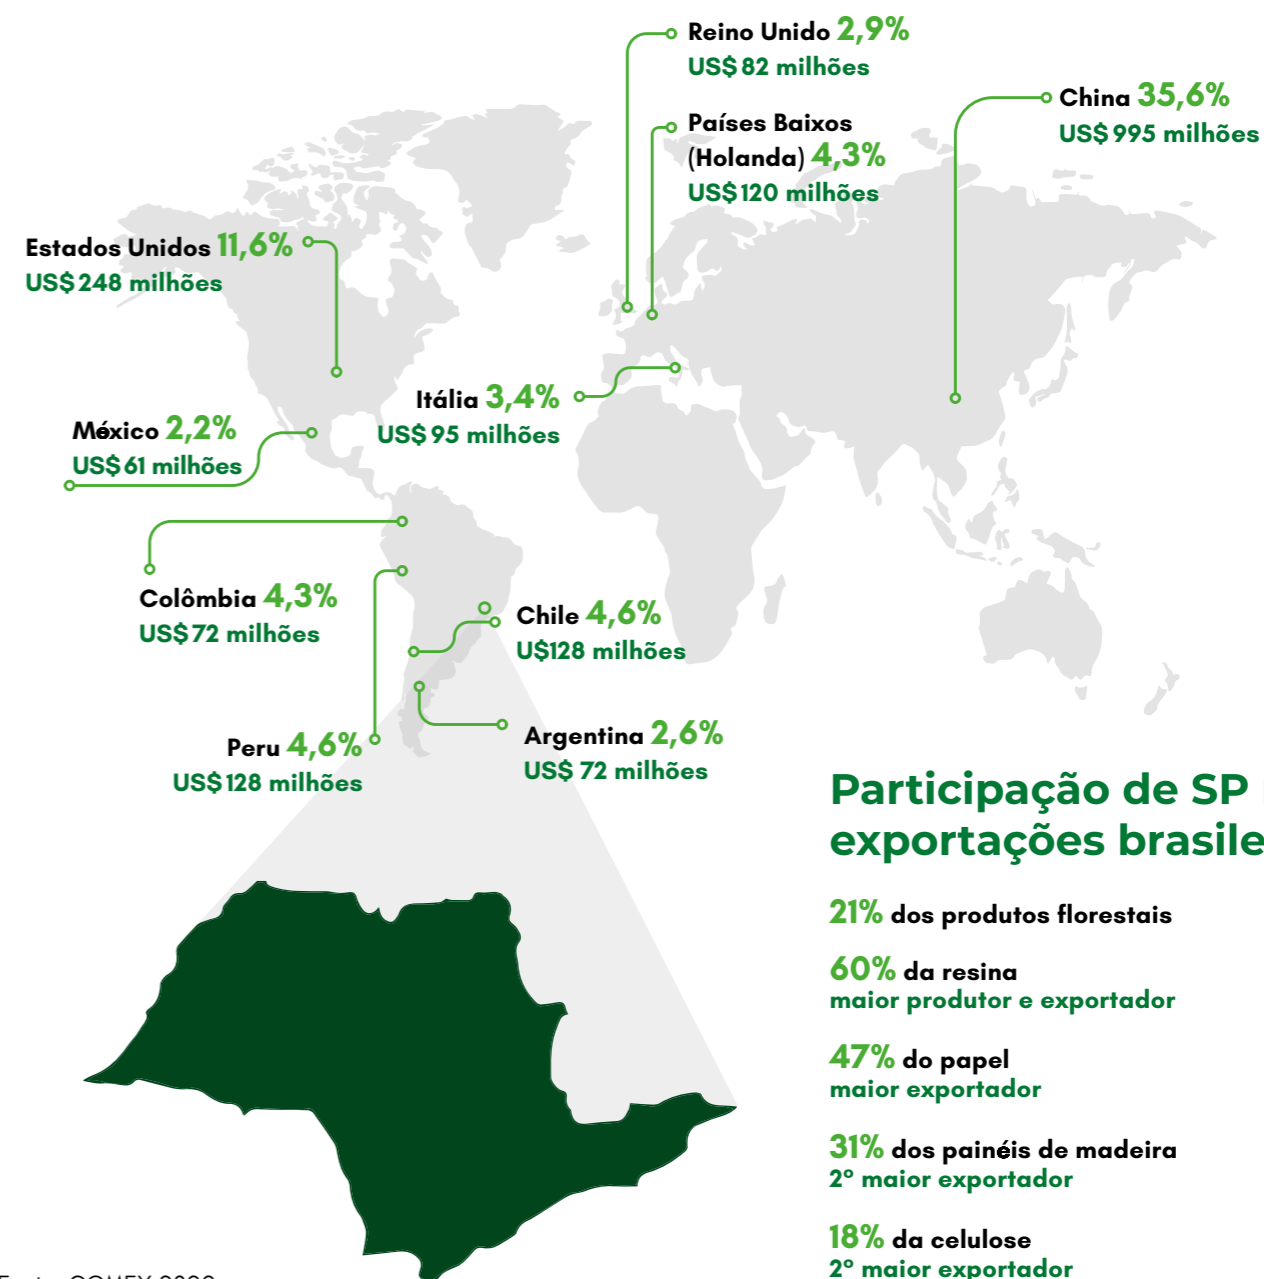 Reino Unido 2,9%
US$ 82 milhões
China 35,6%
US$ 995 milhões
Países Baixos
(Holanda) 4,3%
US$ 120 milhões
Estados Unidos 11,6%
US$ 248 milhões
Itália 3,4%
US$ 95 milhões
México 2,2%
US$ 61 milhões
Colômbia 4,3%
US$ 72 milhões
Chile 4,6%
U$128 milhões
Peru 4,6%
US$ 128 milhões
Argentina 2,6%
US$ 72 milhões
Participação de SP
exportações brasile
21% dos produtos florestais
60% da resina
maior produtor e exportador
47% do papel
maior exportador
31% dos painéis de madeira
2º maior exportador
18% da celulose
2º maior exportador